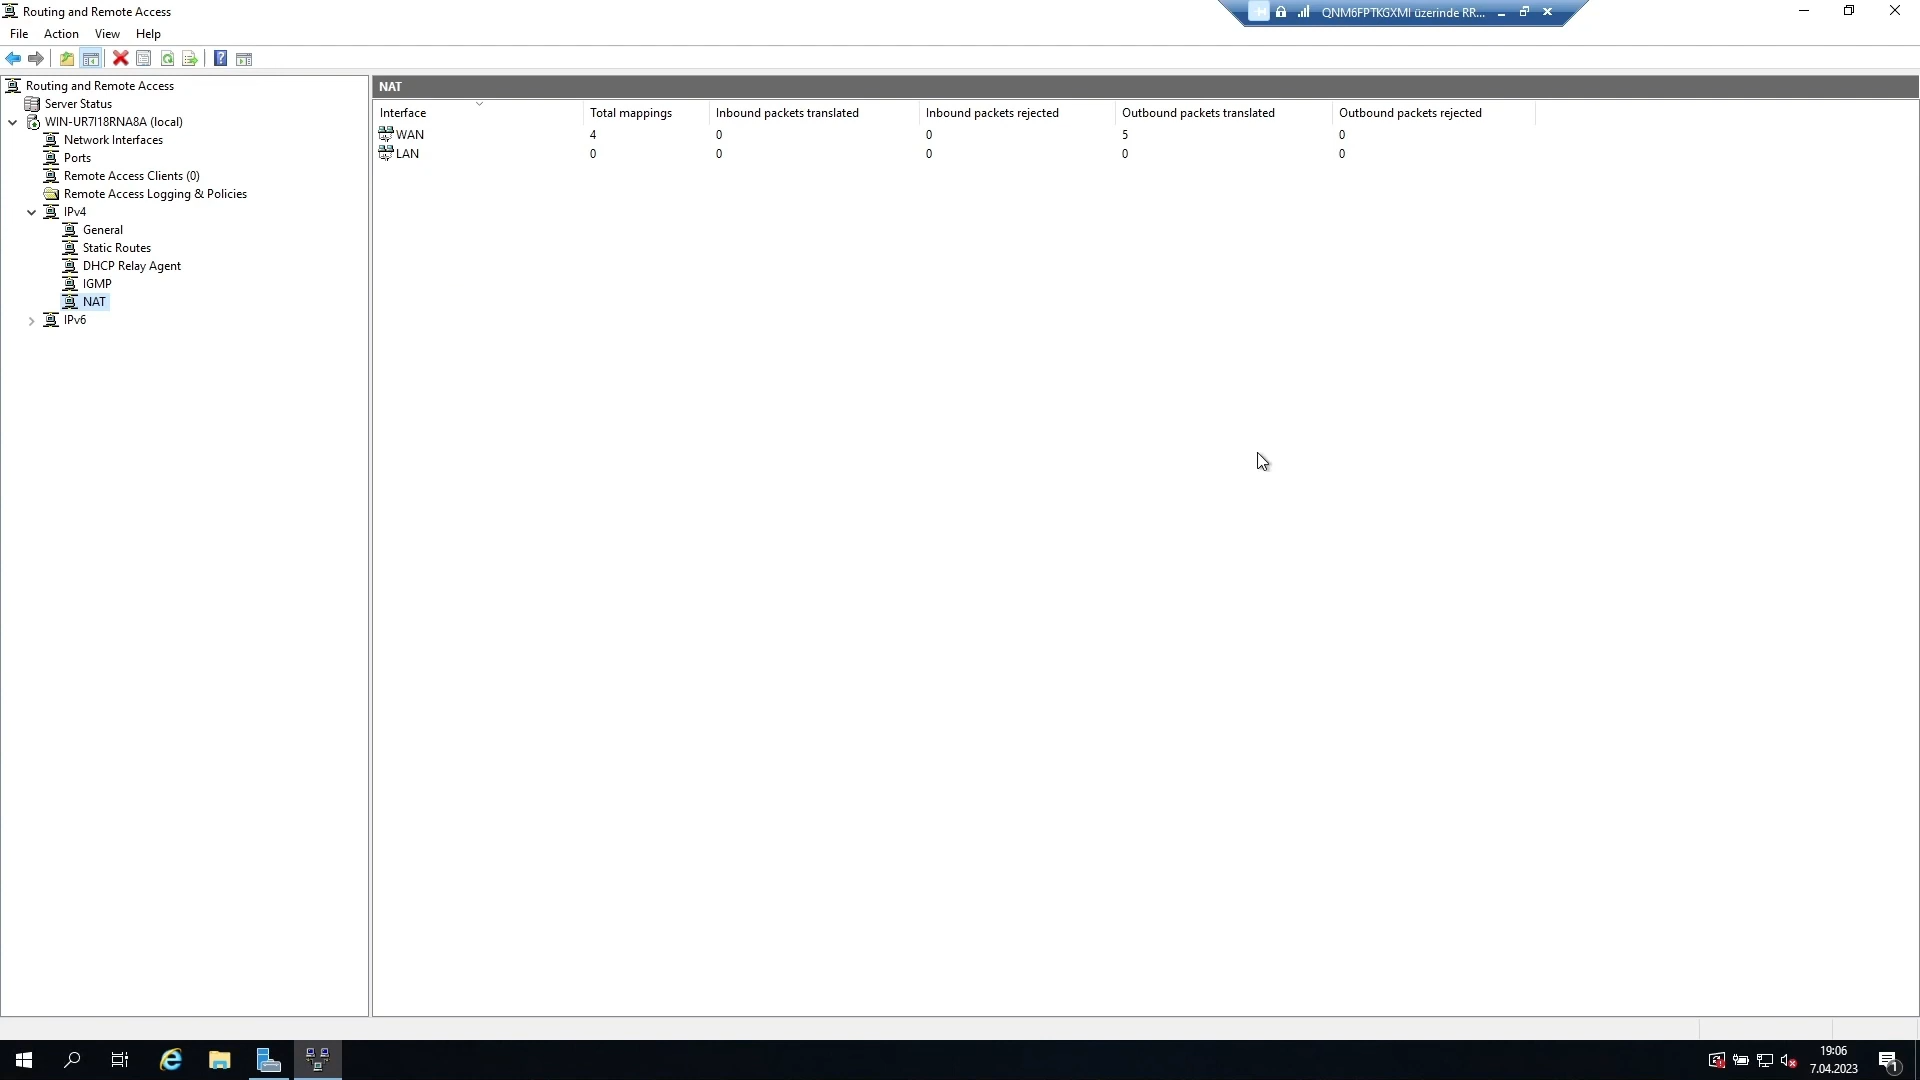 Routing and Remote Access
QNM6FPTKGXMI üzerinde RR...
File Action View Help
Routing and Remote Access
Server Status
WIN-UR7I18RNA8A (local)
Network Interfaces
Ports
Remote Access Clients (0)
Remote Access Logging & Policies
IPv4
General
Static Routes
DHCP Relay Agent
IGMP
NAT
IPv6
NAT
Interface Total mappings Inbound packets translated Inbound packets rejected Outbound packets translated Outbound packets rejected
WAN 4 0 0 5 0
LAN 0 0 0 0 0
19:06
7.04.2023
1